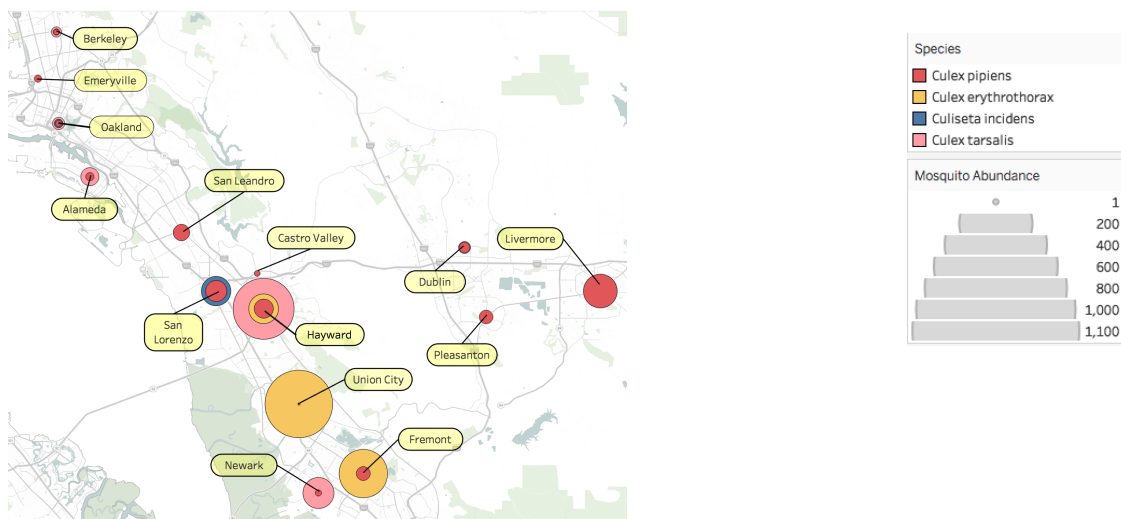 Berkeley
Emeryville
Oakland
San Leandro
Alameda
Castro Valley
Livermore
Dublin
San
Lorenzo
Hayward
Pleasanton
Union City
Fremont
Newark
Species
Culex pipiens
Culex erythrothorax
Culiseta incidens
Culex tarsalis
Mosquito Abundance
1
200
400
600
800
1,000
1,100